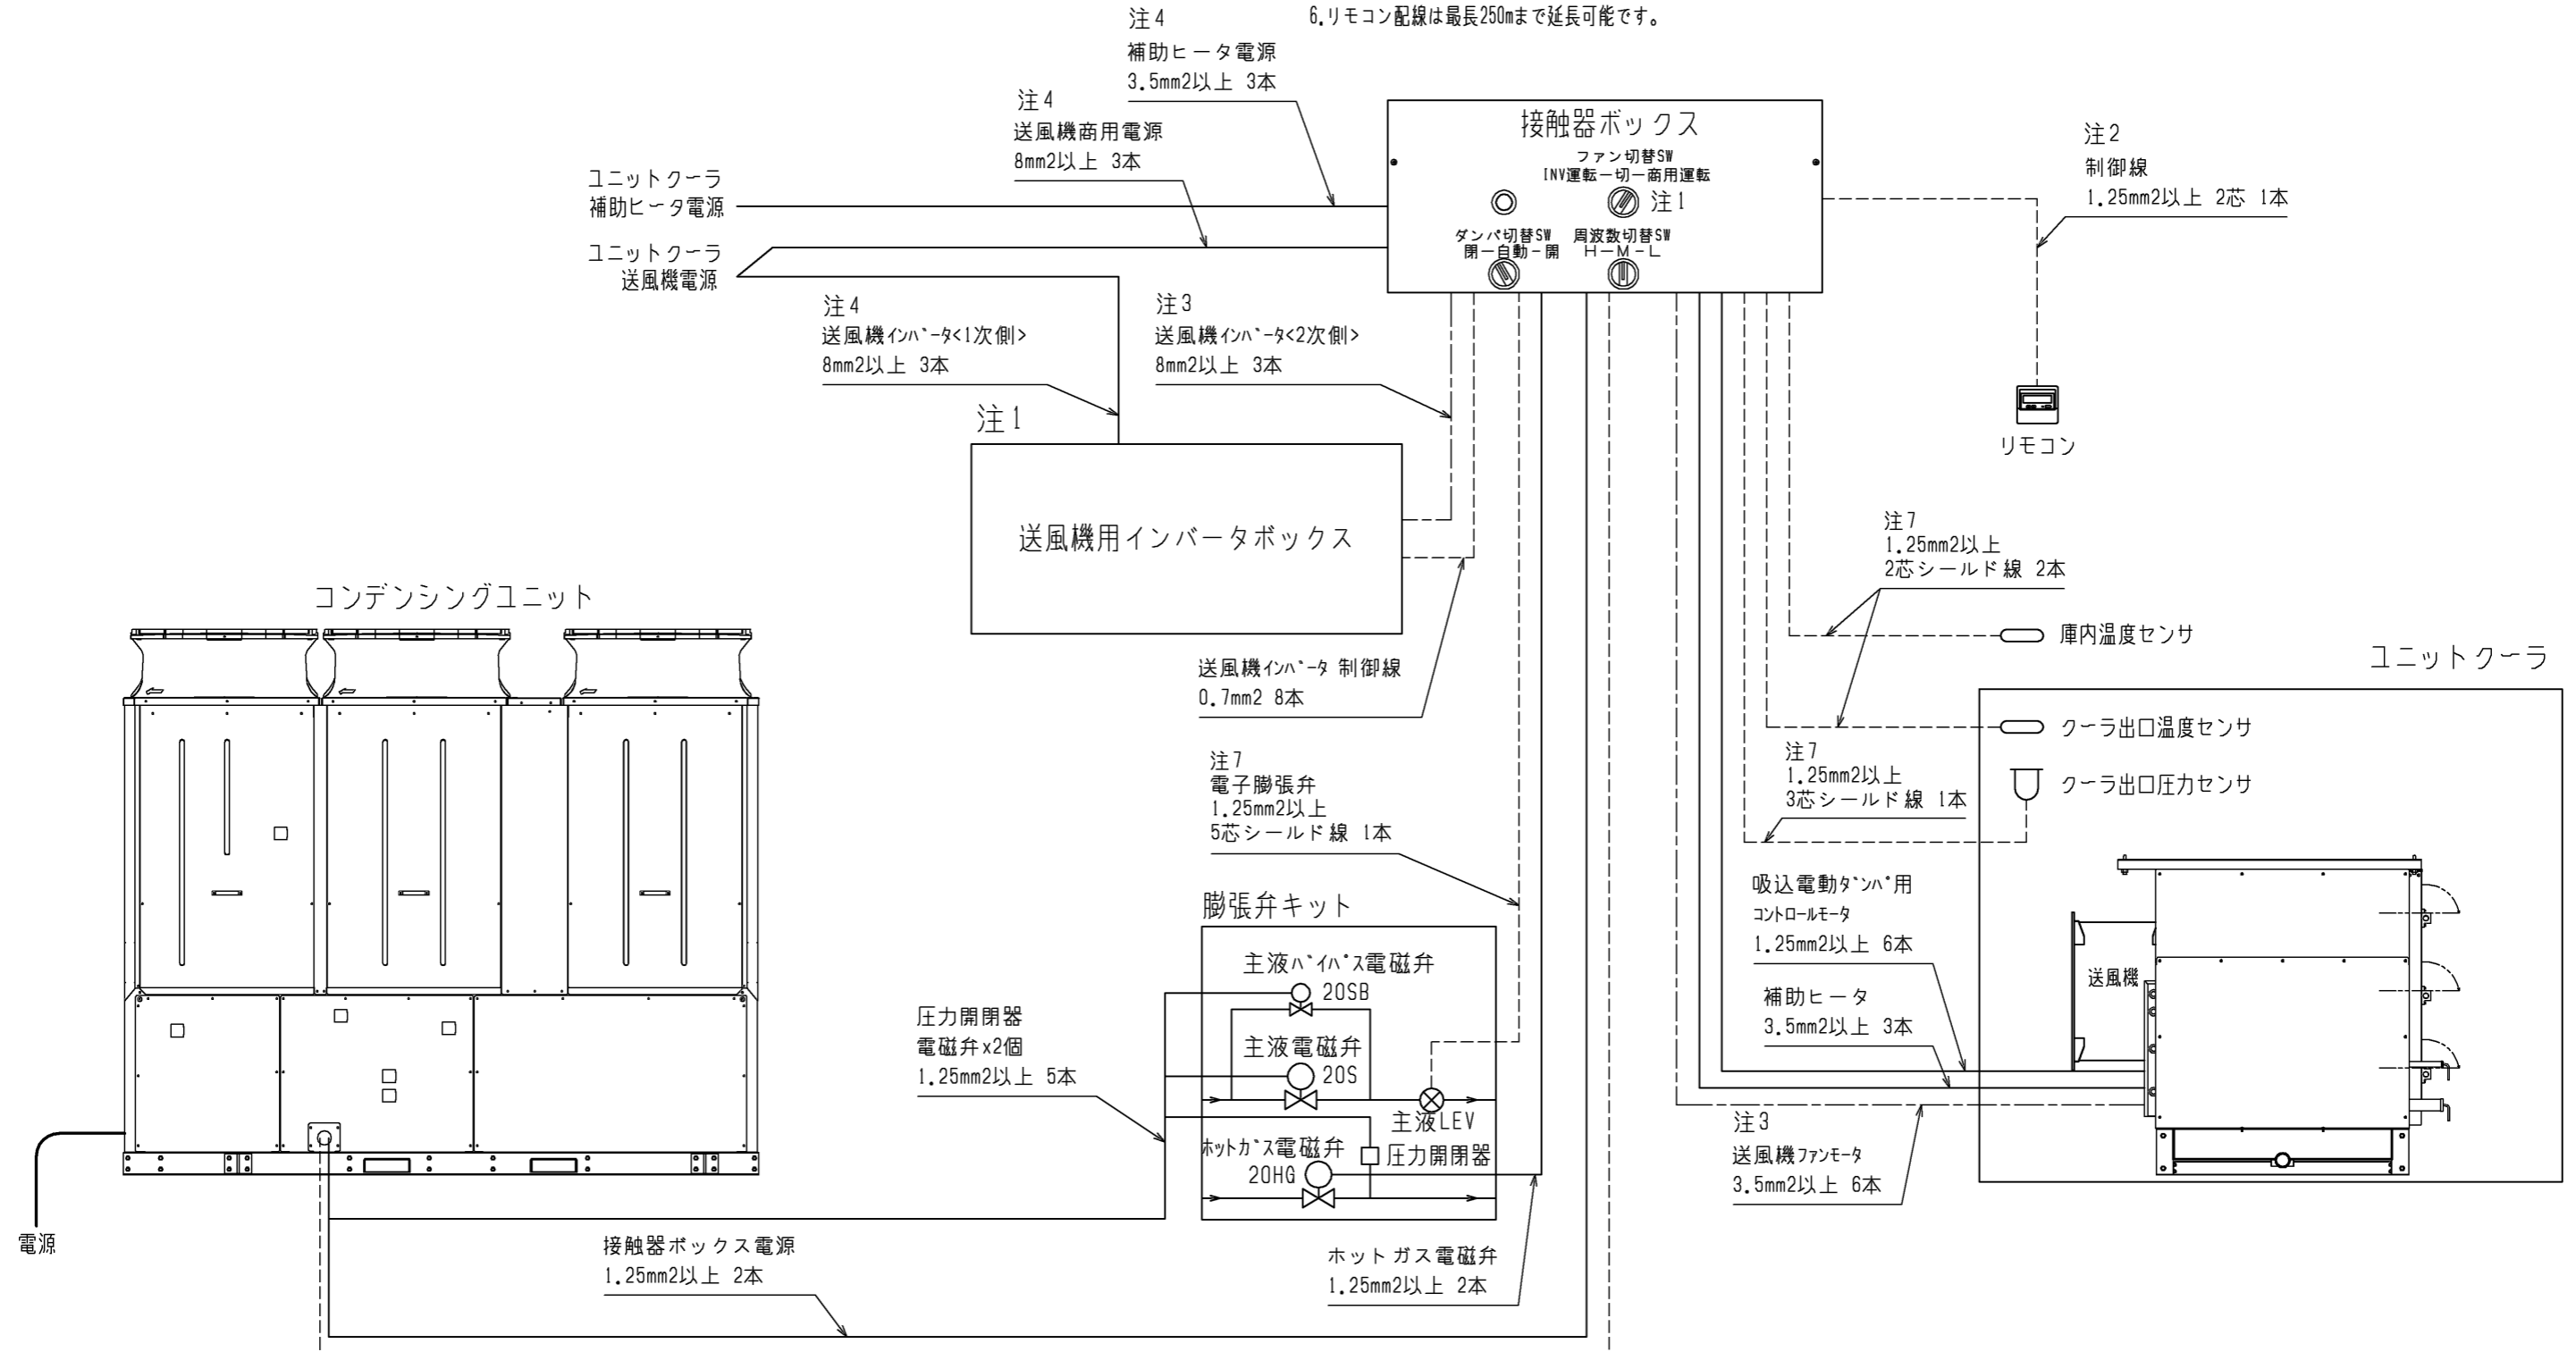 6.リモコン配線は最長250mまで延長可能です。
注4
補助ヒータ電源
3.5mm2以上 3本
注4
送風機商用電源
8mm2以上 3本
ユニットクーラ
補助ヒータ電源
ユニットクーラ
送風機電源
接触器ボックス
ファン切替SW
INV運転ー切ー商用運転
注1
ダンパ切替SW
閉ー自動ー開
周波数切替SW
H-M-L
注2
制御線
1.25mm2以上 2芯 1本
リモコン
注4
送風機インバータ<1次側>
8mm2以上 3本
注3
送風機インバータ<2次側>
8mm2以上 3本
注1
送風機用インバータボックス
送風機インバータ 制御線
0.7mm2 8本
注7
1.25mm2以上
2芯シールド線 2本
庫内温度センサ
ユニットクーラ
クーラ出口温度センサ
クーラ出口圧力センサ
注7
1.25mm2以上
3芯シールド線 1本
コンデンシングユニット
注7
電子膨張弁
1.25mm2以上
5芯シールド線 1本
膨張弁キット
主液バイパス電磁弁
20SB
主液電磁弁
20S
主液LEV
ホットガス電磁弁
20HG
圧力開閉器
圧力開閉器
電磁弁x2個
1.25mm2以上 5本
吸込電動ダンパ用
コントロールモータ
1.25mm2以上 6本
補助ヒータ
3.5mm2以上 3本
送風機
注3
送風機ファンモータ
3.5mm2以上 6本
電源
接触器ボックス電源
1.25mm2以上 2本
ホットガス電磁弁
1.25mm2以上 2本